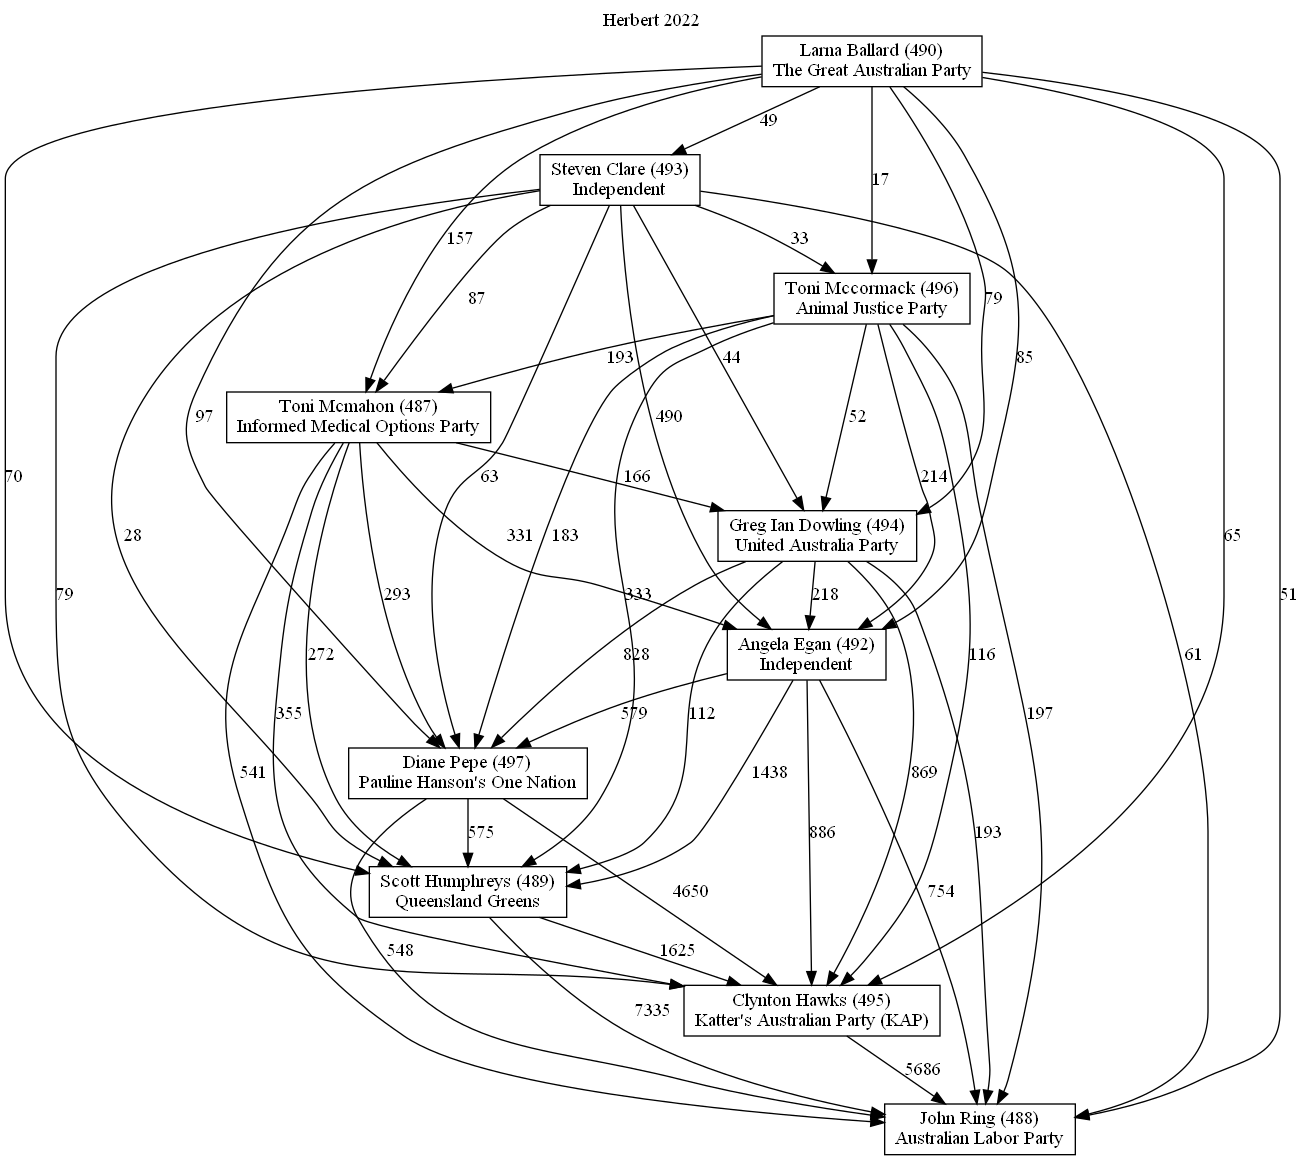 Herbert 2022
Larna Ballard (490)
The Great Australian Party
49
Steven Clare (493)
Independent
17
157
33
Toni Mccormack (496)
Animal Justice Party
87
79
193
44
85
Toni Mcmahon (487)
Informed Medical Options Party
97
490
52
70
63
166
214
Greg Ian Dowling (494)
United Australia Party
28
331
183
65
79
293
333
218
51
Angela Egan (492)
Independent
272
828
116
61
355
579
112
197
Diane Pepe (497)
Pauline Hanson's One Nation
541
1438
869
575
886
193
Scott Humphreys (489)
Queensland Greens
4650
754
548
1625
Clynton Hawks (495)
Katter's Australian Party (KAP)
7335
5686
John Ring (488)
Australian Labor Party